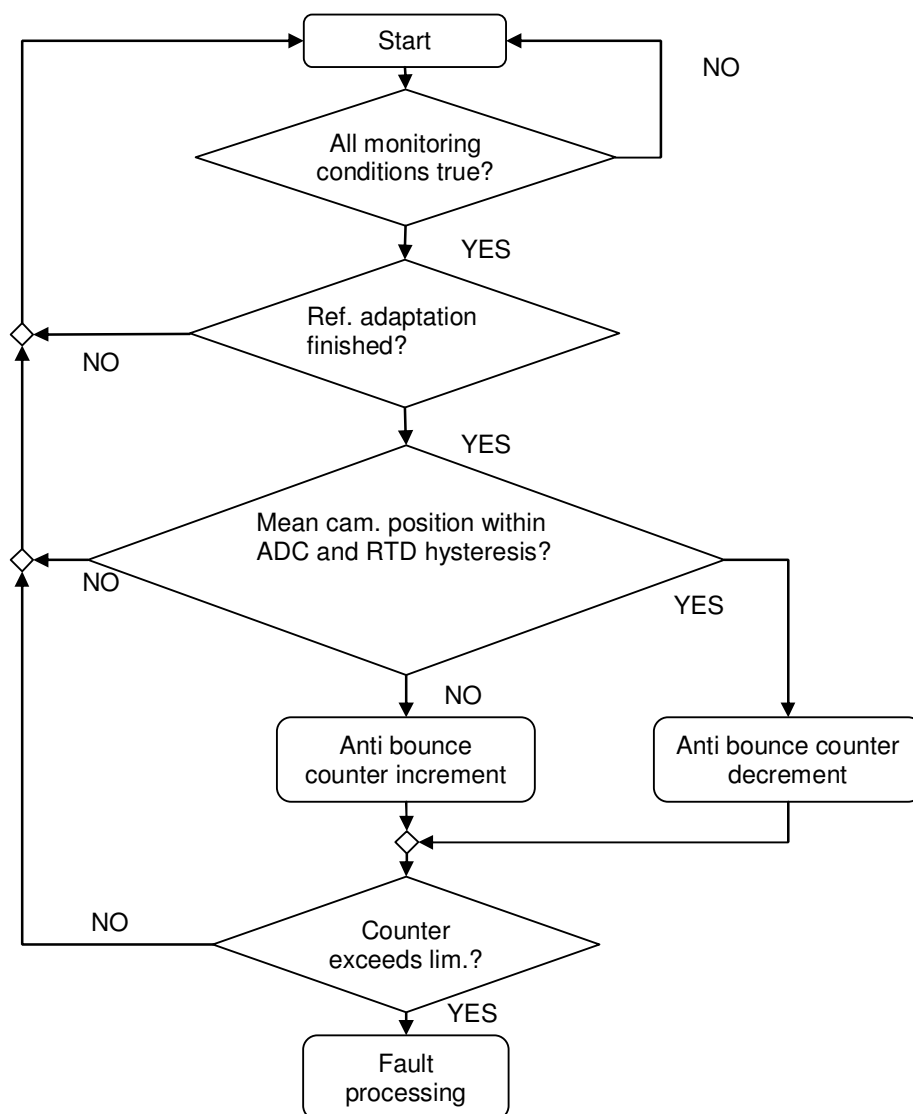 Start
NO
All monitoring
conditions true?
YES
Ref. adaptation
finished?
NO
YES
Mean cam. position within
ADC and RTD hysteresis?
NO
YES
NO
Anti bounce
counter increment
Anti bounce counter
decrement
NO
Counter
exceeds lim.?
YES
Fault
processing